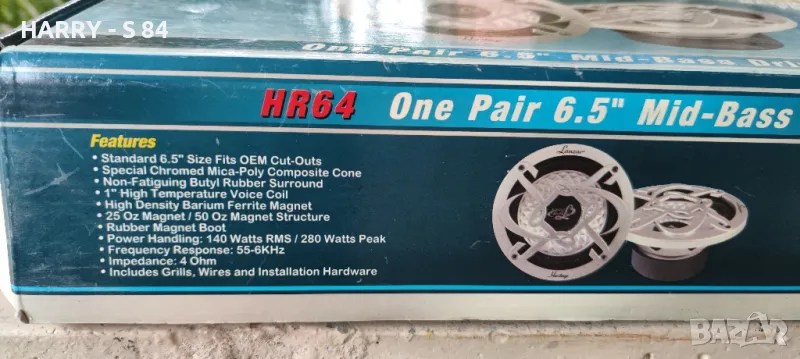 HARRY - S 84
One Pair 6.5" Mid-Bass Dri
HR64 One Pair 6.5" Mid-Bass
Features
• Standard 6.5" Size Fits OEM Cut-Outs
• Special Chromed Mica-Poly Composite Cone
• Non-Fatiguing Butyl Rubber Surround
• 1" High Temperature Voice Coil
• High Density Barium Ferrite Magnet
• 25 Oz Magnet / 50 Oz Magnet Structure
• Rubber Magnet Boot
• Power Handling: 140 Watts RMS / 280 Watts Peak
• Frequency Response: 55-6KHz
• Impedance: 4 Ohm
• Includes Grills, Wires and Installation Hardware
Lanzar
Heritage
BAZAR